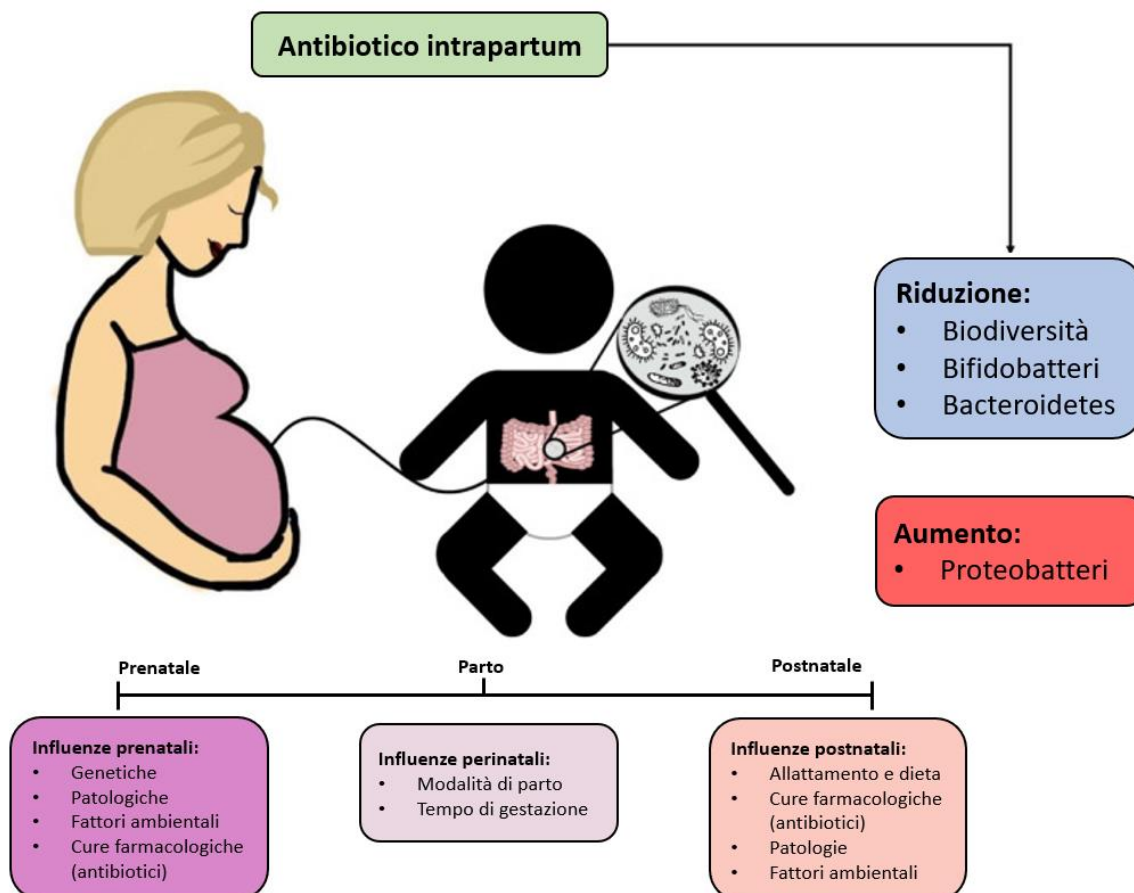 Antibiotico intrapartum
Riduzione:
• Biodiversità
• Bifidobatteri
• Bacteroidetes
Aumento:
• Proteobatteri
Prenatale
Parto
Postnatale
Influenze prenatali:
• Genetiche
• Patologiche
• Fattori ambientali
• Cure farmacologiche
(antibiotici)
Influenze perinatali:
• Modalità di parto
• Tempo di gestazione
Influenze postnatali:
• Allattamento e dieta
• Cure farmacologiche
(antibiotici)
• Patologie
• Fattori ambientali